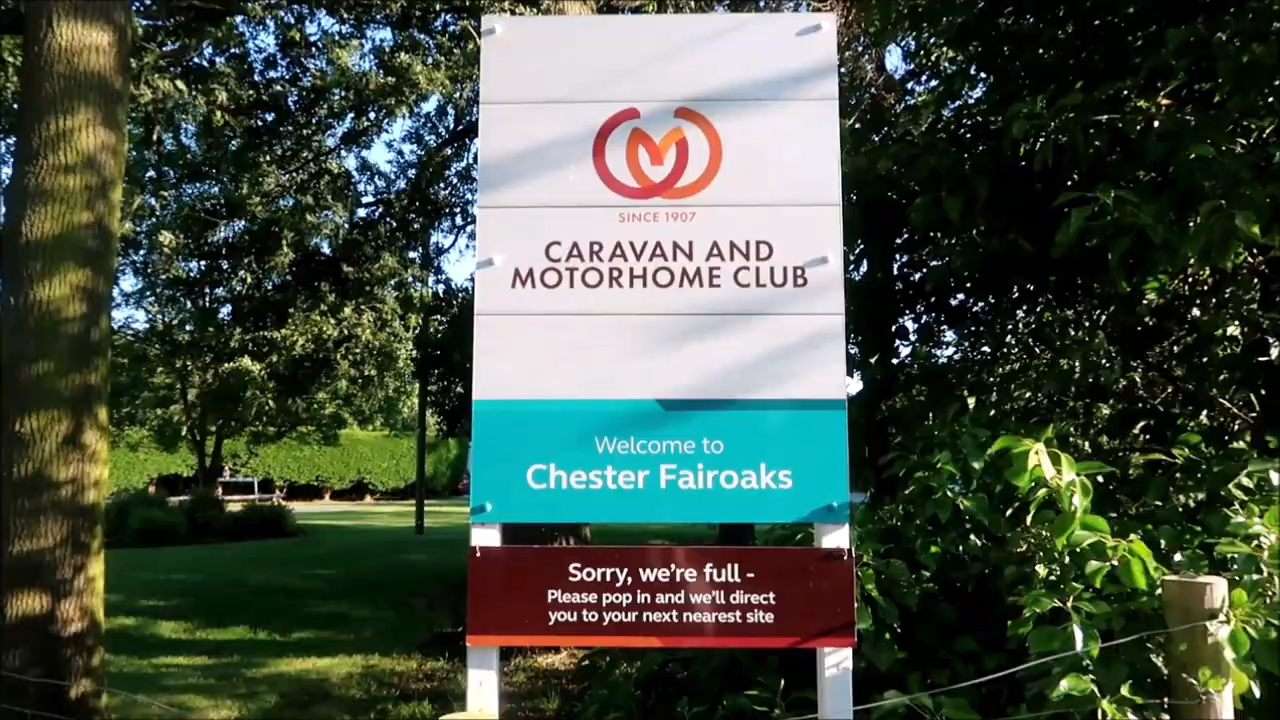 SINCE 1907
CARAVAN AND
MOTORHOME CLUB
Welcome to
Chester Fairoaks
Sorry, we're full -
Please pop in and we'll direct
you to your next nearest site